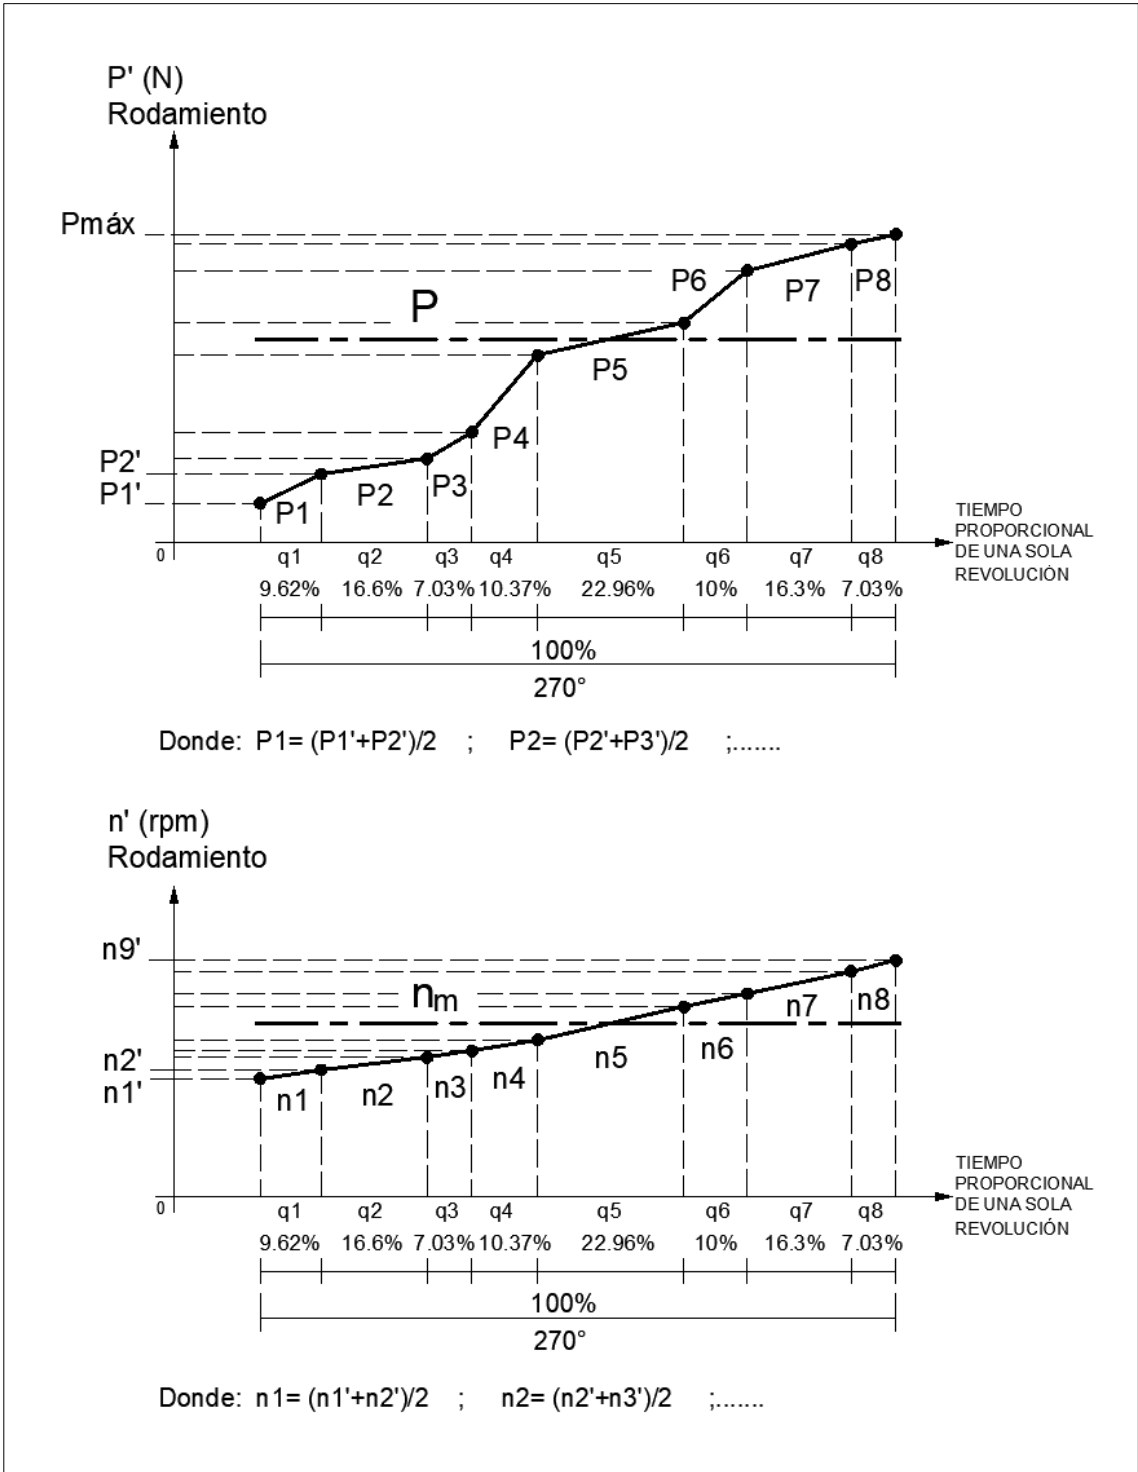 P' (N)
Rodamiento
Pmáx
P6
P7
P8
P
P5
P4
P2'
P3
P2
P1'
P1
TIEMPO
PROPORCIONAL
DE UNA SOLA
REVOLUCIÓN
0
q1 q2 q3 q4 q5 q6 q7 q8
9.62% 16.6% 7.03% 10.37% 22.96% 10% 16.3% 7.03%
100%
270°
Donde: P1= (P1'+P2')/2 ; P2= (P2'+P3')/2 ;.......
n' (rpm)
Rodamiento
n9'
nm
n7 n8
n6
n5
n2'
n4
n3
n1'
n2
n1
TIEMPO
PROPORCIONAL
DE UNA SOLA
REVOLUCIÓN
0
q1 q2 q3 q4 q5 q6 q7 q8
9.62% 16.6% 7.03% 10.37% 22.96% 10% 16.3% 7.03%
100%
270°
Donde: n1= (n1'+n2')/2 ; n2= (n2'+n3')/2 ;.......